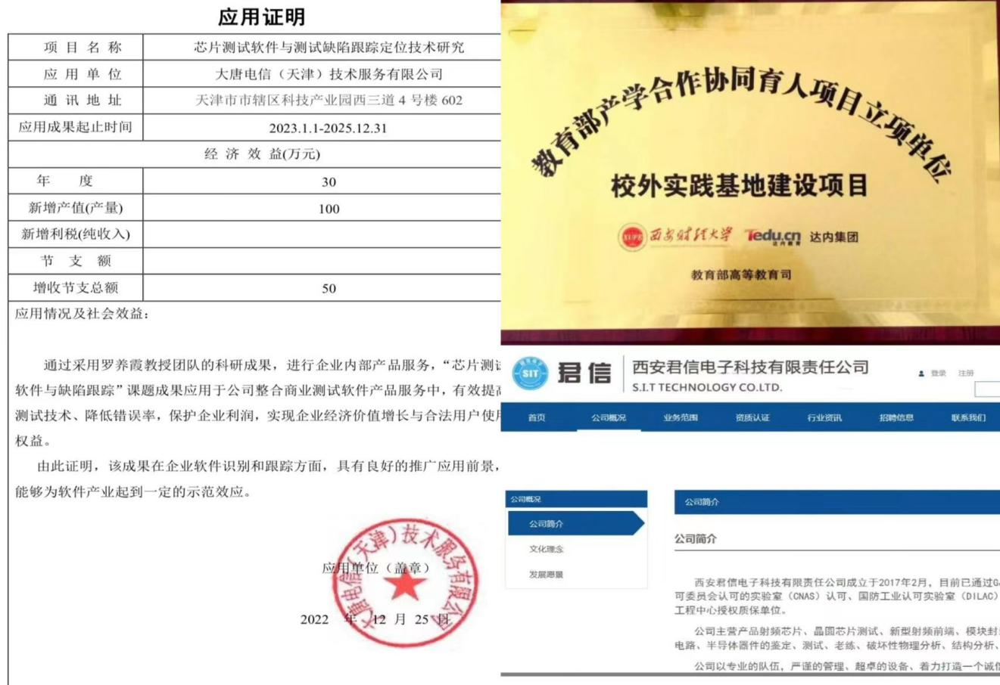 应用证明
项 目 名 称
芯片测试软件与测试缺陷跟踪定位技术研究
应 用 单 位
大唐电信（天津）技术服务有限公司
通 讯 地 址
天津市市辖区科技产业园西三道 4 号楼 602
应用成果起止时间
2023.1.1-2025.12.31
经 济 效 益(万元)
年 度
30
新增产值(产量)
100
新增利税(纯收入)
节 支 额
增收节支总额
50
应用情况及社会效益：
通过采用罗养霞教授团队的科研成果，进行企业内部产品服务，“芯片测试
软件与缺陷跟踪”课题成果应用于公司整合商业测试软件产品服务中，有效提高
测试技术、降低错误率，保护企业利润，实现企业经济价值增长与合法用户使用
权益。
由此证明，该成果在企业软件识别和跟踪方面，具有良好的推广应用前景，
能够为软件产业起到一定的示范效应。
应用单位（盖章）
大唐电信（天津）技术服务有限公司
2022 年 12 月 25 日
教育部产学合作协同育人项目立项单位
校外实践基地建设项目
西安财经大学 Tedu.cn 达内教育 达内集团
教育部高等教育司
SIT 君信 西安君信电子科技有限责任公司
S.I.T TECHNOLOGY CO.LTD.
登录 注册
首页 公司概况 业务范围 资质认证 行业资讯 招聘信息 联系我们
公司概况
公司简介
文化理念
发展愿景
公司简介
公司简介
西安君信电子科技有限责任公司成立于2017年2月，目前已通过GJ
可委员会认可的实验室（CNAS）认可、国防工业认可实验室（DILAC）
工程中心授权质保单位。
公司主营产品射频芯片、晶圆芯片测试、新型射频前端、模块封
电路、半导体器件的鉴定、测试、老练、破坏性物理分析、结构分析、
公司以专业的队伍，严谨的管理、超卓的设备、着力打造一个诚信